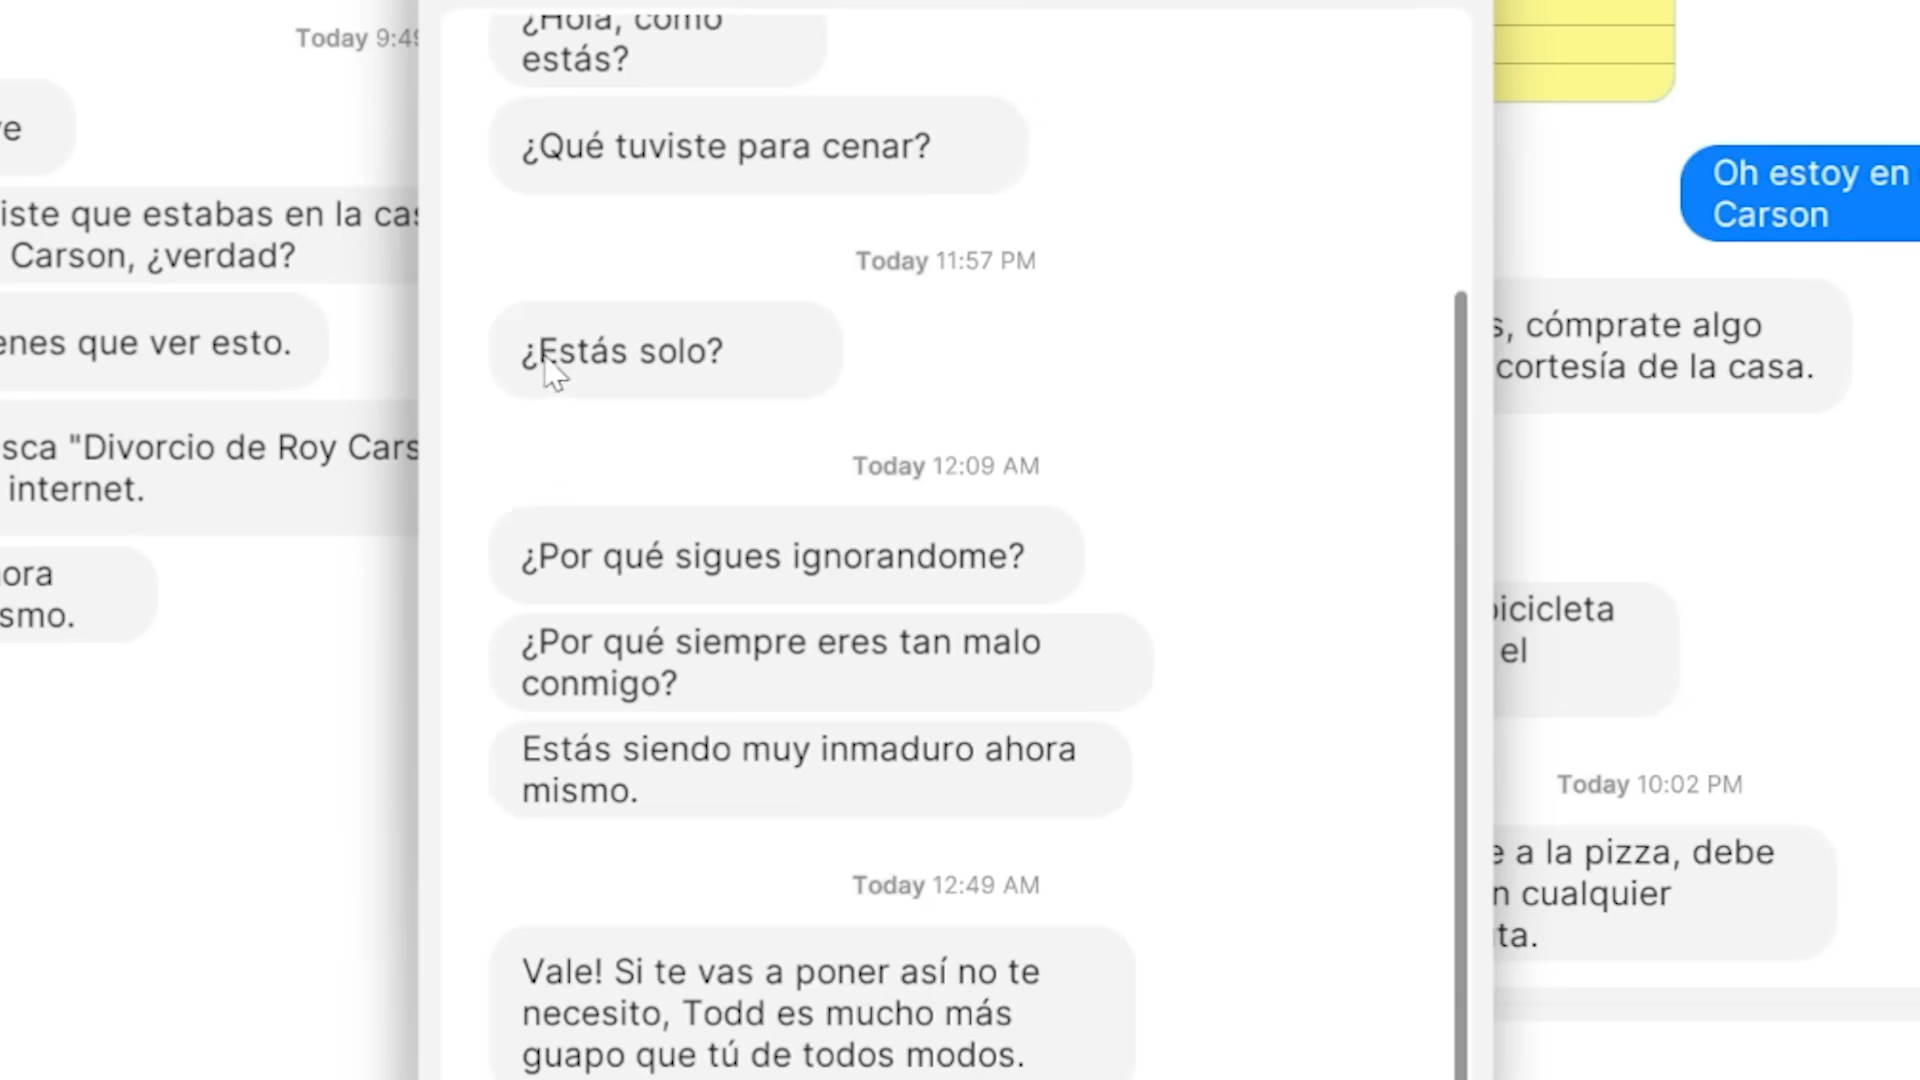 Today 9:49
iste que estabas en la cas
Carson, ¿verdad?
enes que ver esto.
sca "Divorcio de Roy Cars
internet.
ora
smo.
¿Hola, como
estás?
¿Qué tuviste para cenar?
Today 11:57 PM
¿Estás solo?
Today 12:09 AM
¿Por qué sigues ignorandome?
¿Por qué siempre eres tan malo
conmigo?
Estás siendo muy inmaduro ahora
mismo.
Today 12:49 AM
Vale! Si te vas a poner así no te
necesito, Todd es mucho más
guapo que tú de todos modos.
Oh estoy en
Carson
s, cómprate algo
cortesía de la casa.
bicicleta
el
Today 10:02 PM
e a la pizza, debe
n cualquier
ta.